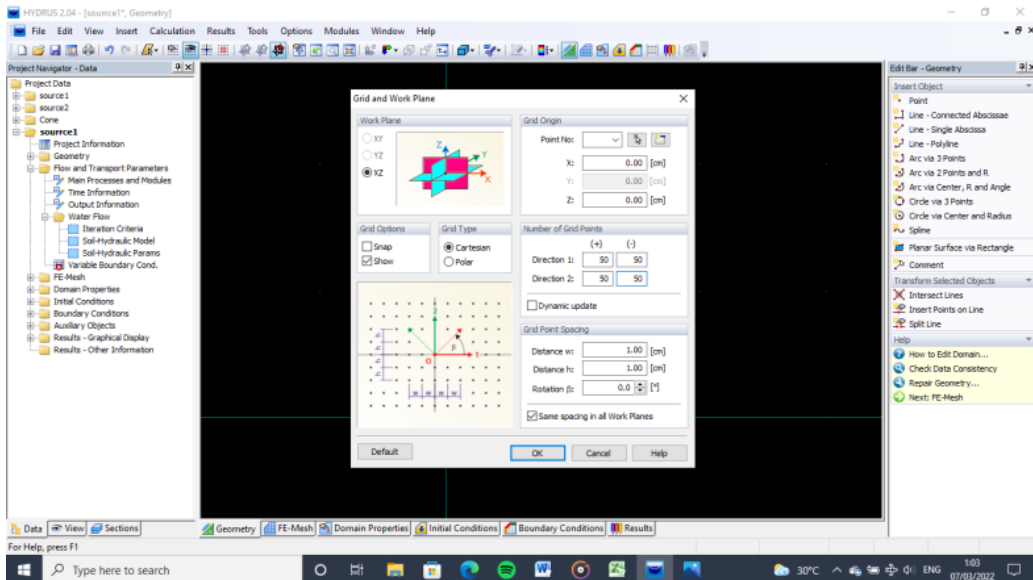 HYDRUS 2.04 - [sourrce1*, Geometry]
File Edit View Insert Calculation Results Tools Options Modules Window Help
Project Navigator - Data
Project Data
source1
source2
Cone
sourrce1
Project Information
Geometry
Flow and Transport Parameters
Main Processes and Modules
Time Information
Output Information
Water Flow
Iteration Criteria
Soil-Hydraulic Model
Soil-Hydraulic Params
Variable Boundary Cond.
FE-Mesh
Domain Properties
Initial Conditions
Boundary Conditions
Auxiliary Objects
Results - Graphical Display
Results - Other Information
Data View Sections
Grid and Work Plane
Work Plane
XY
YZ
XZ
Z Y X
Grid Options
Snap
Show
Grid Type
Cartesian
Polar
2
β
0 1
h h h h
w w w w
Grid Origin
Point No:
X: 0.00 [cm]
Y: 0.00 [cm]
Z: 0.00 [cm]
Number of Grid Points
(+) (-)
Direction 1: 50 50
Direction 2: 50 50
Dynamic update
Grid Point Spacing
Distance w: 1.00 [cm]
Distance h: 1.00 [cm]
Rotation β: 0.0 [°]
Same spacing in all Work Planes
Default OK Cancel Help
Edit Bar - Geometry
Insert Object
Point
Line - Connected Abscissae
Line - Single Abscissa
Line - Polyline
Arc via 3 Points
Arc via 2 Points and R
Arc via Center, R and Angle
Circle via 3 Points
Circle via Center and Radius
Spline
Planar Surface via Rectangle
Comment
Transform Selected Objects
Intersect Lines
Insert Points on Line
Split Line
Help
How to Edit Domain...
Check Data Consistency
Repair Geometry...
Next: FE-Mesh
Geometry FE-Mesh Domain Properties Initial Conditions Boundary Conditions Results
For Help, press F1
Type here to search
30°C ENG
1:03
07/03/2022